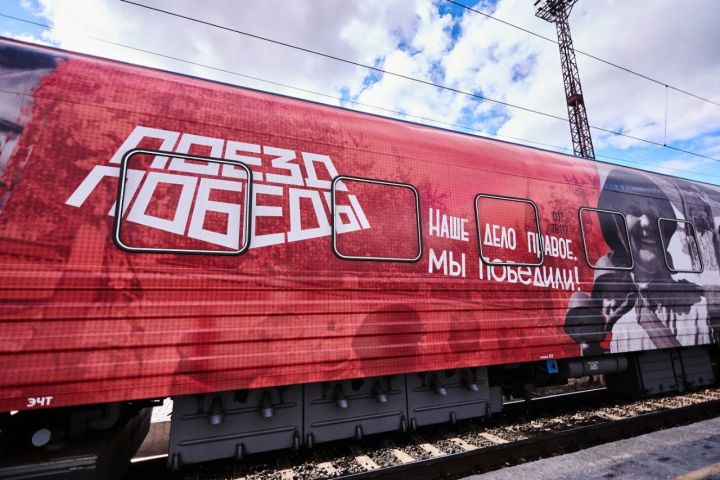 ПОЕЗД
ПОБЕДЫ
НАШЕ ДЕЛО ПРАВОЕ.
МЫ ПОБЕДИЛИ!
ЭЧТ